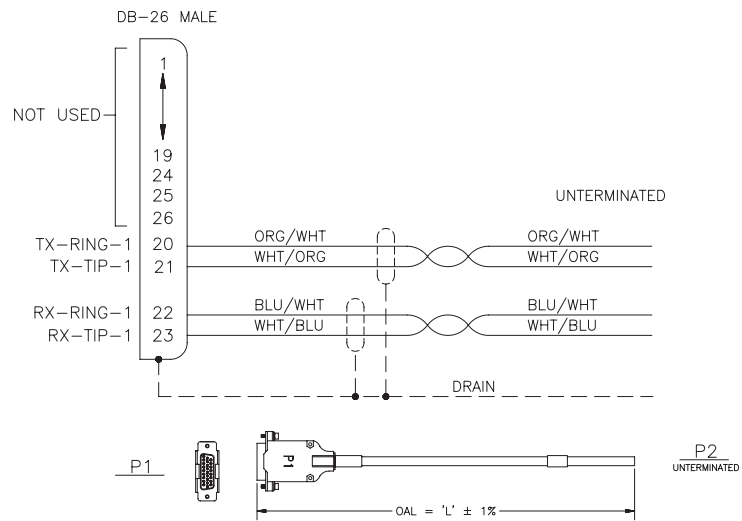 DB-26 MALE
1
NOT USED
19
24
25
26
UNTERMINATED
TX-RING-1 20 ORG/WHT ORG/WHT
TX-TIP-1 21 WHT/ORG WHT/ORG
RX-RING-1 22 BLU/WHT BLU/WHT
RX-TIP-1 23 WHT/BLU WHT/BLU
DRAIN
P1
P1
P2
UNTERMINATED
OAL = 'L' ± 1%